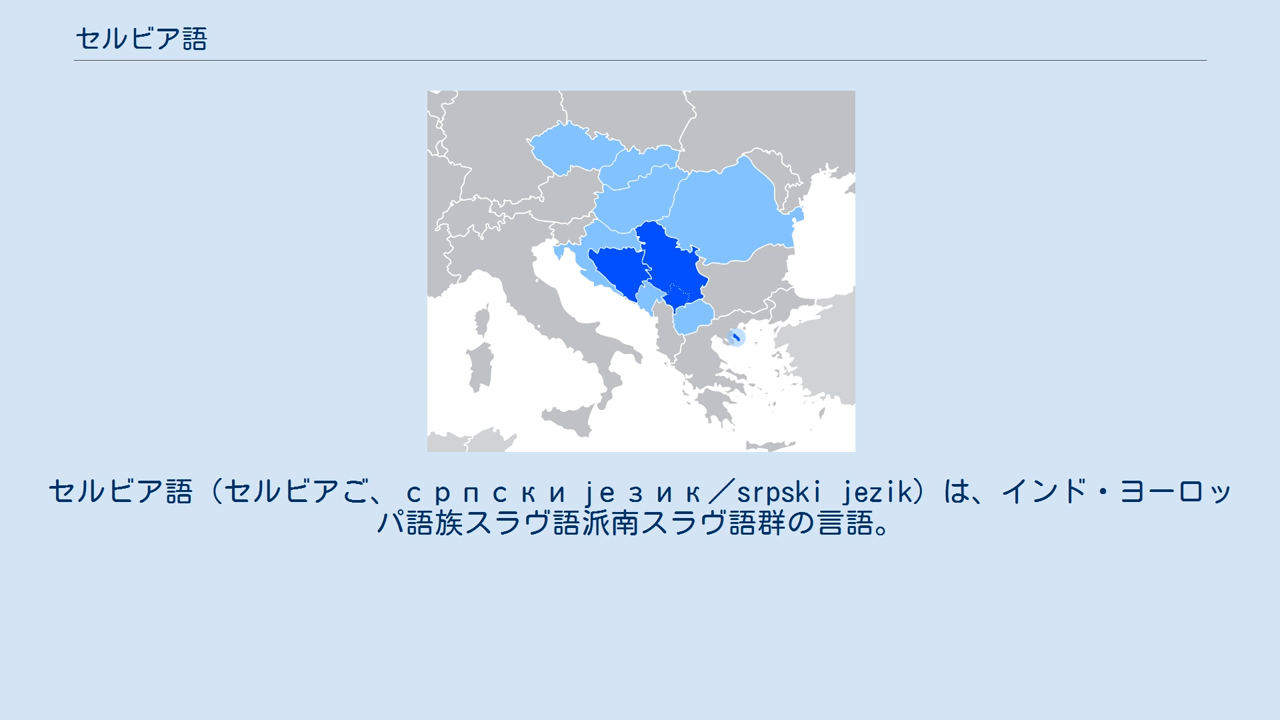 セルビア語
セルビア語（セルビアご、српски језик／srpski jezik）は、インド・ヨーロッ
パ語族スラヴ語派南スラヴ語群の言語。